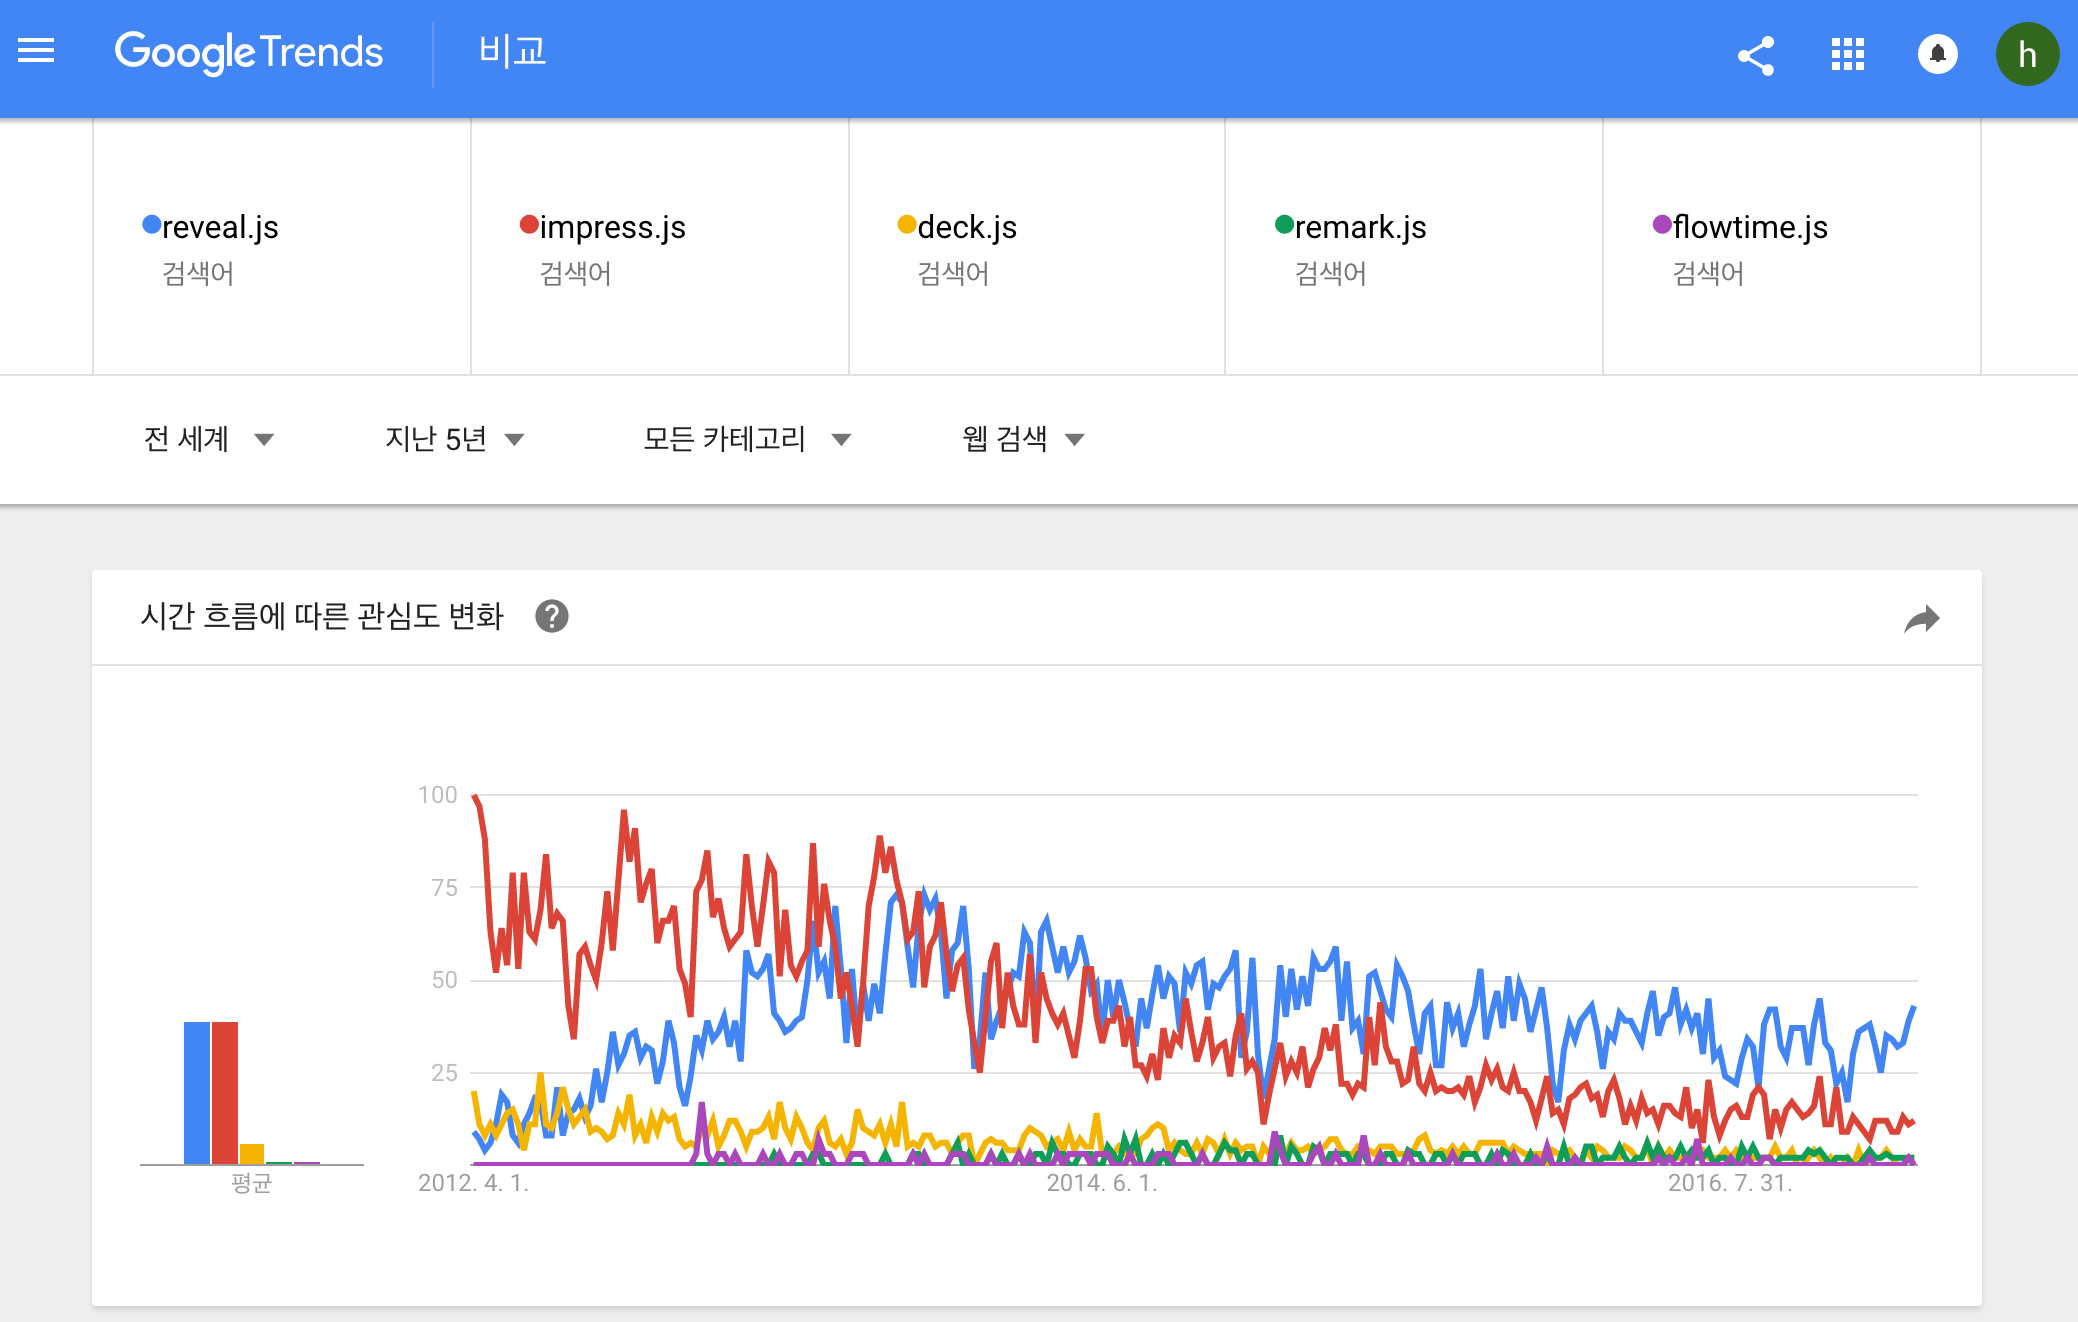 Google Trends 비교 h
reveal.js
검색어
impress.js
검색어
deck.js
검색어
remark.js
검색어
flowtime.js
검색어
전 세계 지난 5년 모든 카테고리 웹 검색
시간 흐름에 따른 관심도 변화 ?
100
75
50
25
평균
2012. 4. 1. 2014. 6. 1. 2016. 7. 31.